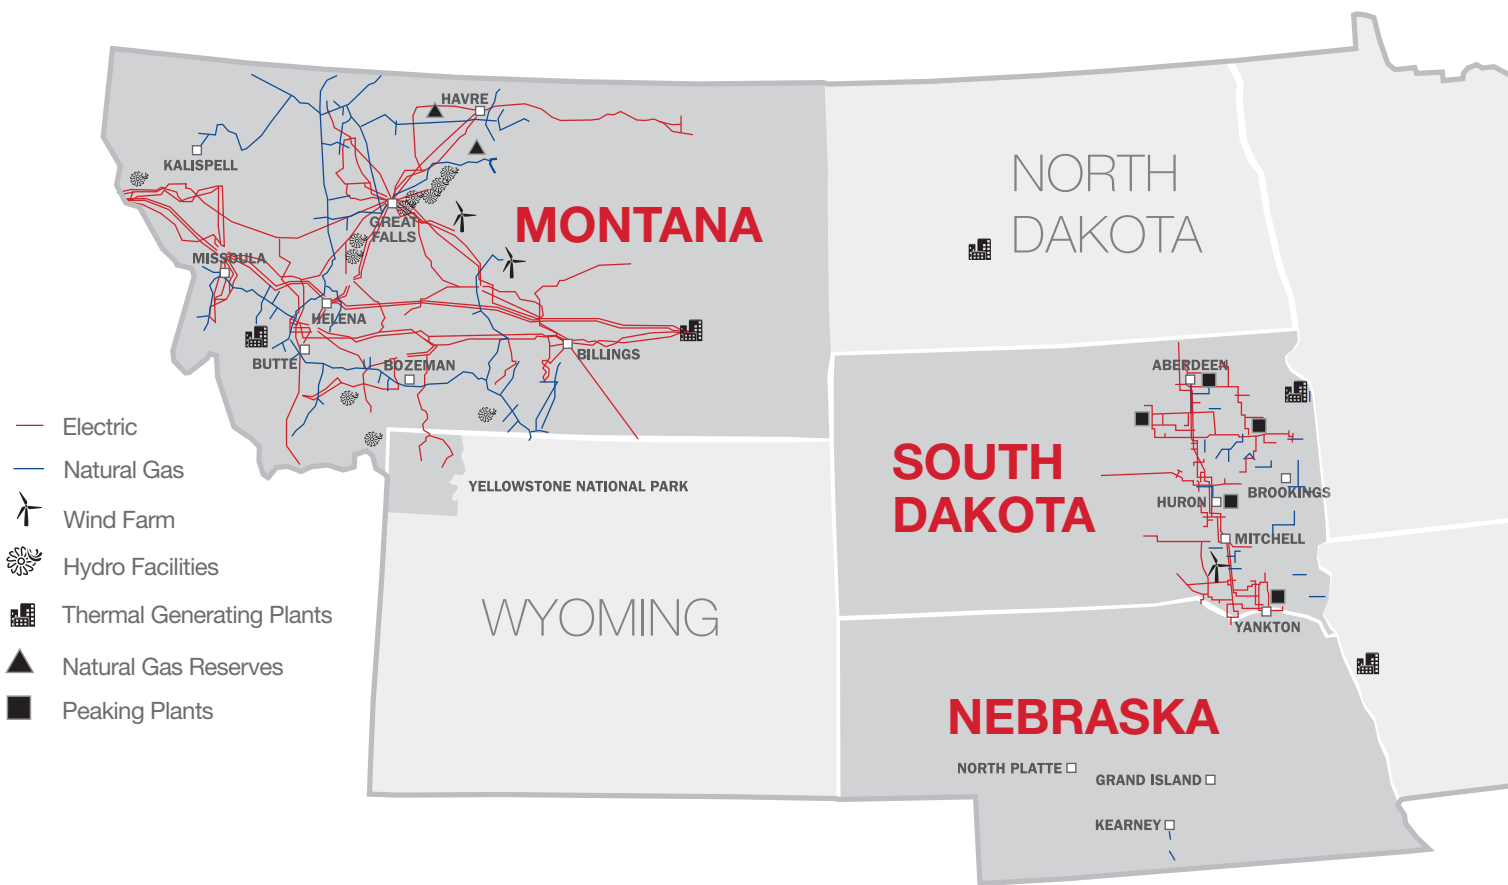 HAVRE
KALISPELL
NORTH
DAKOTA
MONTANA
GREAT
FALLS
MISSOULA
HELENA
BUTTE
BOZEMAN
BILLINGS
ABERDEEN
Electric
Natural Gas
Wind Farm
Hydro Facilities
Thermal Generating Plants
Natural Gas Reserves
Peaking Plants
YELLOWSTONE NATIONAL PARK
SOUTH
DAKOTA
HURON
BROOKINGS
MITCHELL
WYOMING
YANKTON
NEBRASKA
NORTH PLATTE
GRAND ISLAND
KEARNEY